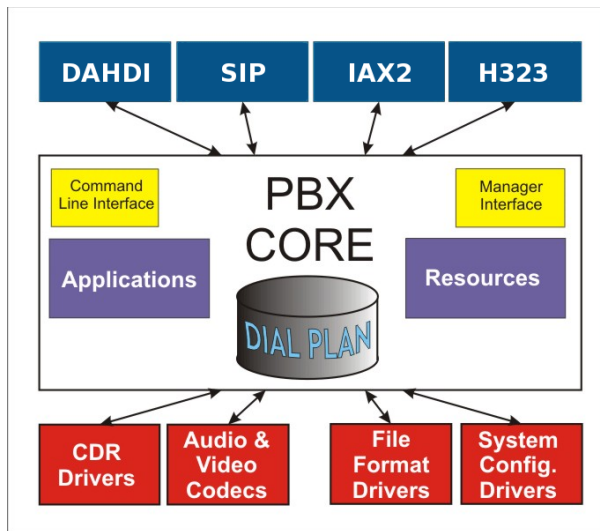 DAHDI
SIP
IAX2
H323
Command
Line Interface
PBX
CORE
Manager
Interface
Applications
Resources
DIAL PLAN
CDR
Drivers
Audio &
Video
Codecs
File
Format
Drivers
System
Config.
Drivers